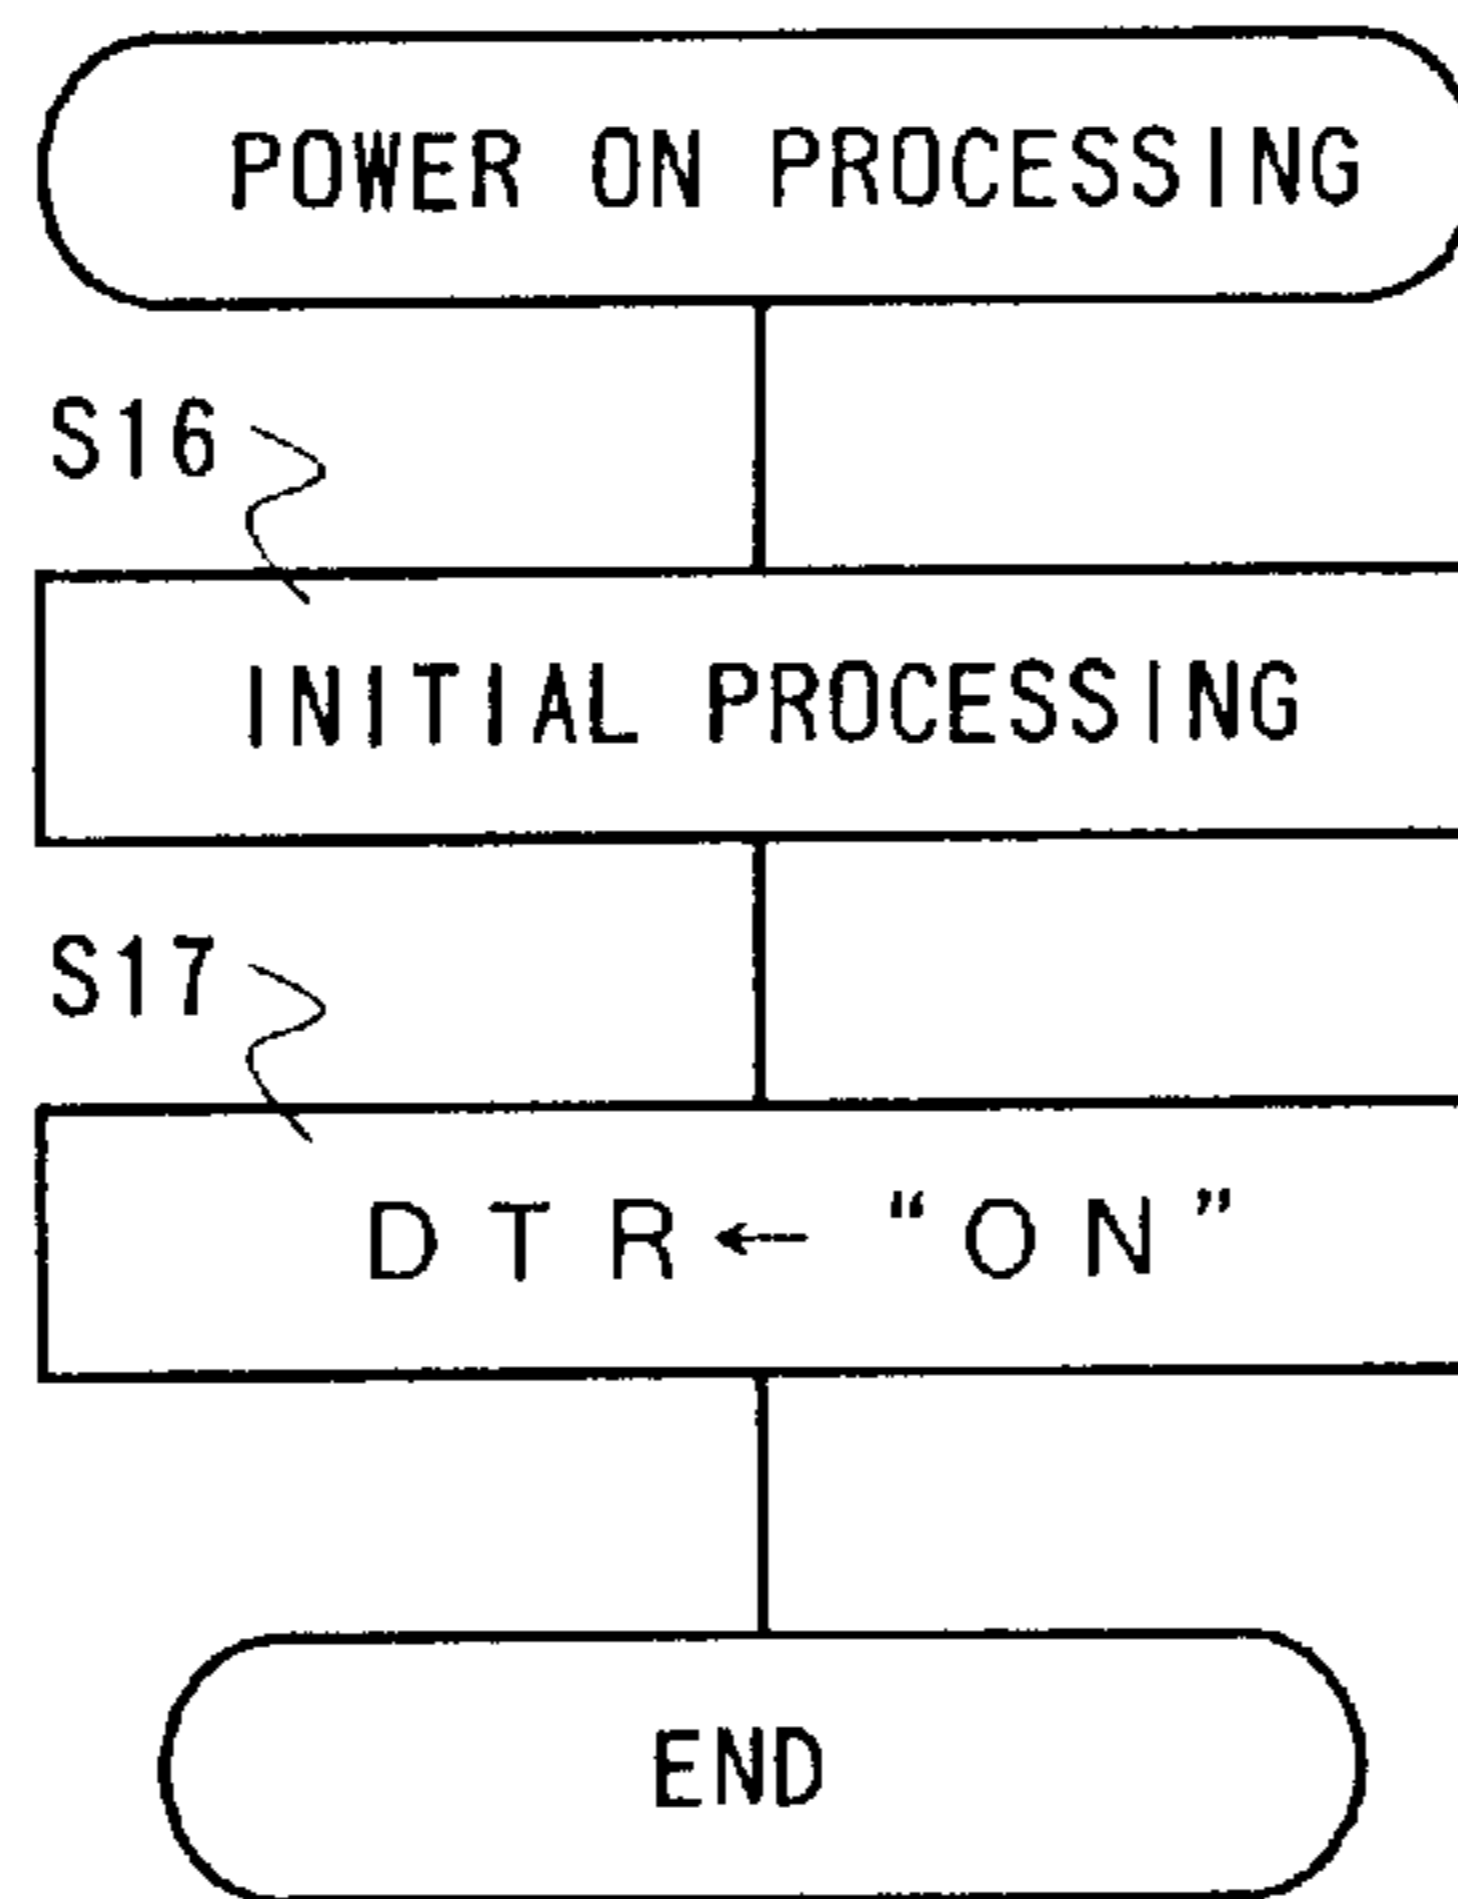 POWER ON PROCESSING
S16
INITIAL PROCESSING
S17
DTR← “ON”
END